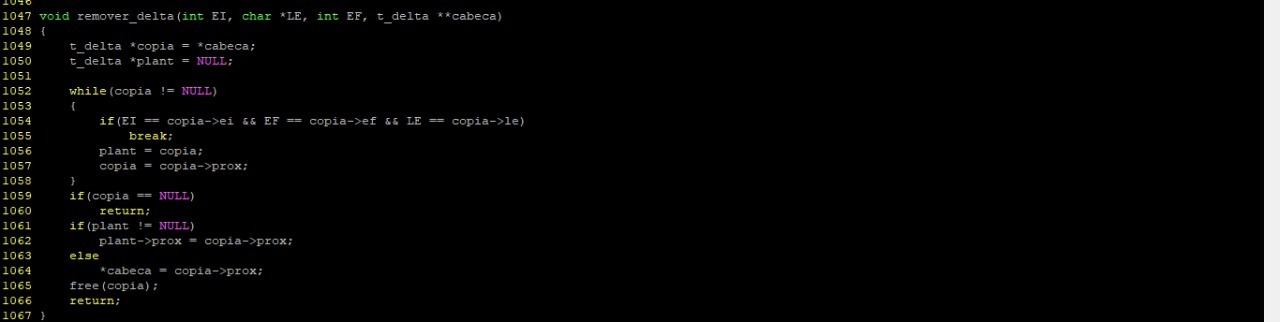 1046
1047 void remover_delta(int EI, char *LE, int EF, t_delta **cabeca)
1048 {
1049     t_delta *copia = *cabeca;
1050     t_delta *plant = NULL;
1051
1052     while(copia != NULL)
1053     {
1054         if(EI == copia->ei && EF == copia->ef && LE == copia->le)
1055             break;
1056         plant = copia;
1057         copia = copia->prox;
1058     }
1059     if(copia == NULL)
1060         return;
1061     if(plant != NULL)
1062         plant->prox = copia->prox;
1063     else
1064         *cabeca = copia->prox;
1065     free(copia);
1066     return;
1067 }